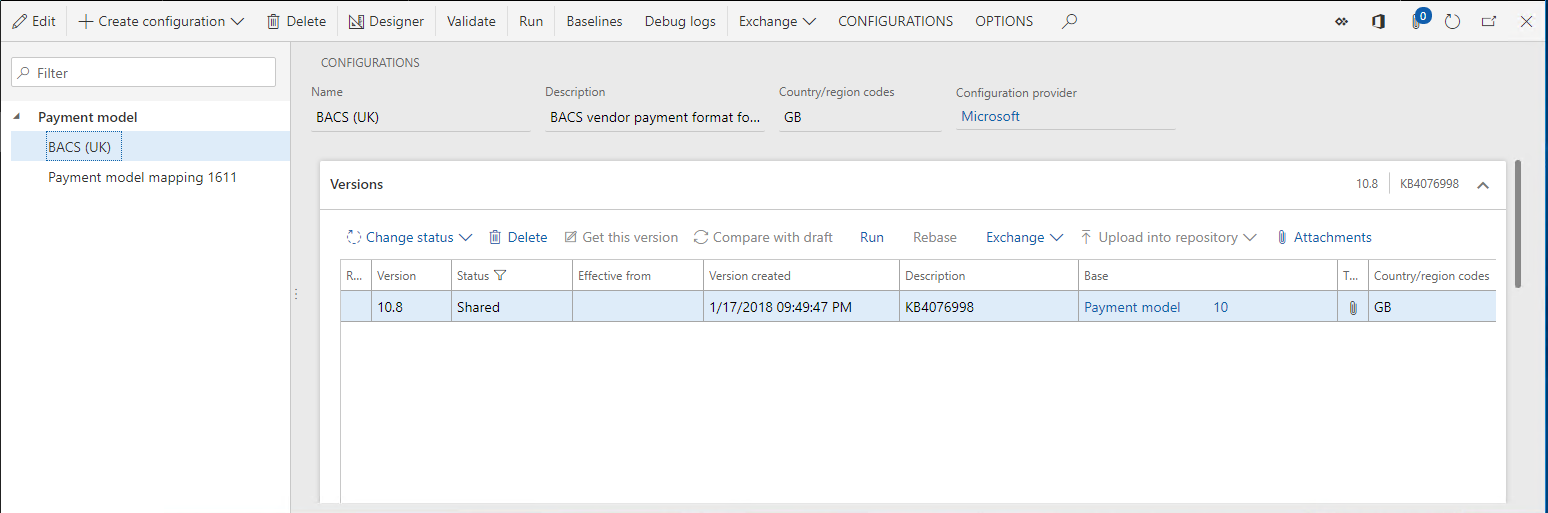 Edit Create configuration Delete Designer Validate Run Baselines Debug logs Exchange CONFIGURATIONS OPTIONS 0
Filter
Payment model
BACS (UK)
Payment model mapping 1611
CONFIGURATIONS
Name Description Country/region codes Configuration provider
BACS (UK) BACS vendor payment format fo... GB Microsoft
Versions 10.8 KB4076998
Change status Delete Get this version Compare with draft Run Rebase Exchange Upload into repository Attachments
R... Version Status Effective from Version created Description Base T... Country/region codes
10.8 Shared 1/17/2018 09:49:47 PM KB4076998 Payment model 10 GB